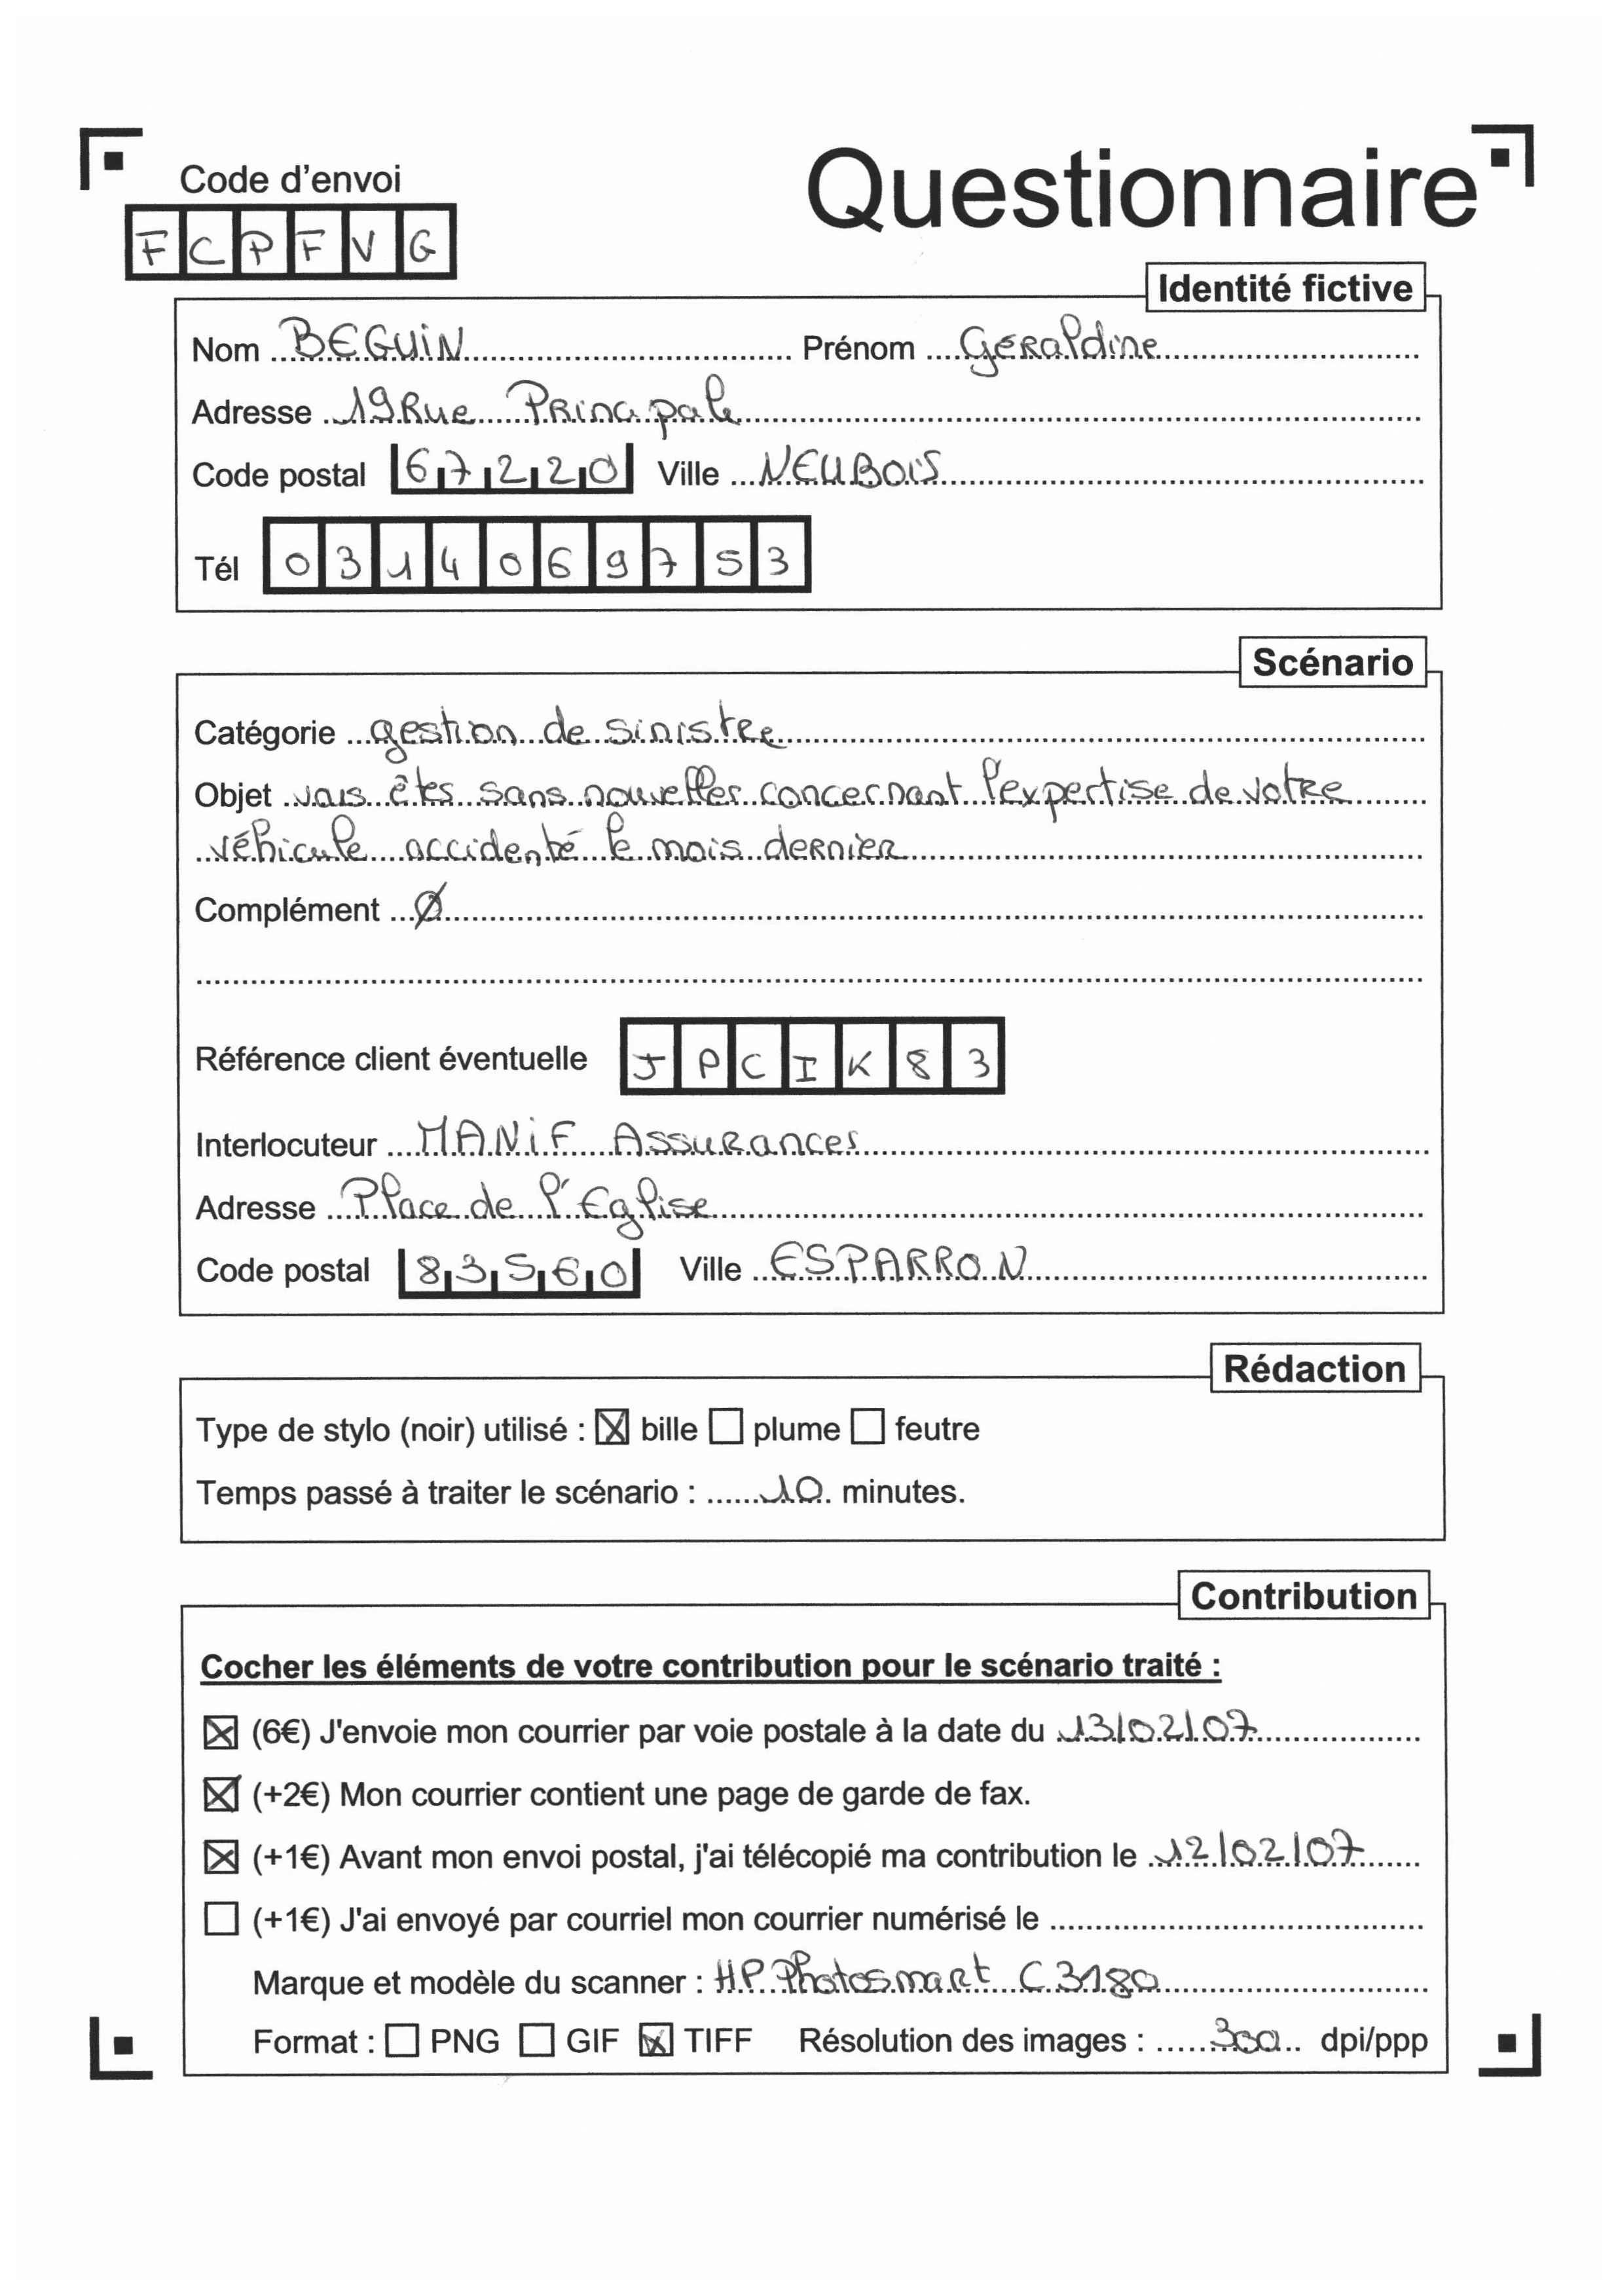 Code d'envoi
Questionnaire
FCPFVG
Identité fictive
Nom BEGUIN Prénom Géraldine
Adresse 19 Rue Principale
Code postal 67220 Ville NEUBOIS
Tél 0314069753
Scénario
Catégorie gestion de sinistre
Objet vous êtes sans nouvelles concernant l'expertise de votre
véhicule accidenté le mois dernier
Complément Ø
Référence client éventuelle JPCIK83
Interlocuteur MANIF Assurances
Adresse Place de l'Eglise
Code postal 83560 Ville ESPARRON
Rédaction
Type de stylo (noir) utilisé : ☒ bille ☐ plume ☐ feutre
Temps passé à traiter le scénario : 10 minutes.
Contribution
Cocher les éléments de votre contribution pour le scénario traité :
☒ (6€) J'envoie mon courrier par voie postale à la date du 13/02/07
☒ (+2€) Mon courrier contient une page de garde de fax.
☒ (+1€) Avant mon envoi postal, j'ai télécopié ma contribution le 12/02/07
☐ (+1€) J'ai envoyé par courriel mon courrier numérisé le
Marque et modèle du scanner : HP Photosmart C3180
Format : ☐ PNG ☐ GIF ☒ TIFF Résolution des images : 300 dpi/ppp